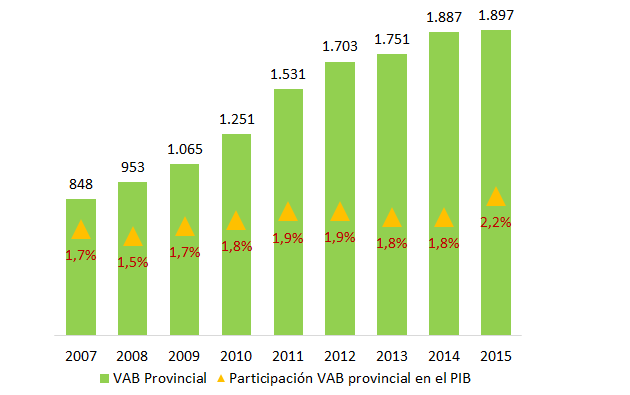 848 953 1.065 1.251 1.531 1.703 1.751 1.887 1.897
1,7% 1,5% 1,7% 1,8% 1,9% 1,9% 1,8% 1,8% 2,2%
2007 2008 2009 2010 2011 2012 2013 2014 2015
VAB Provincial Participación VAB provincial en el PIB